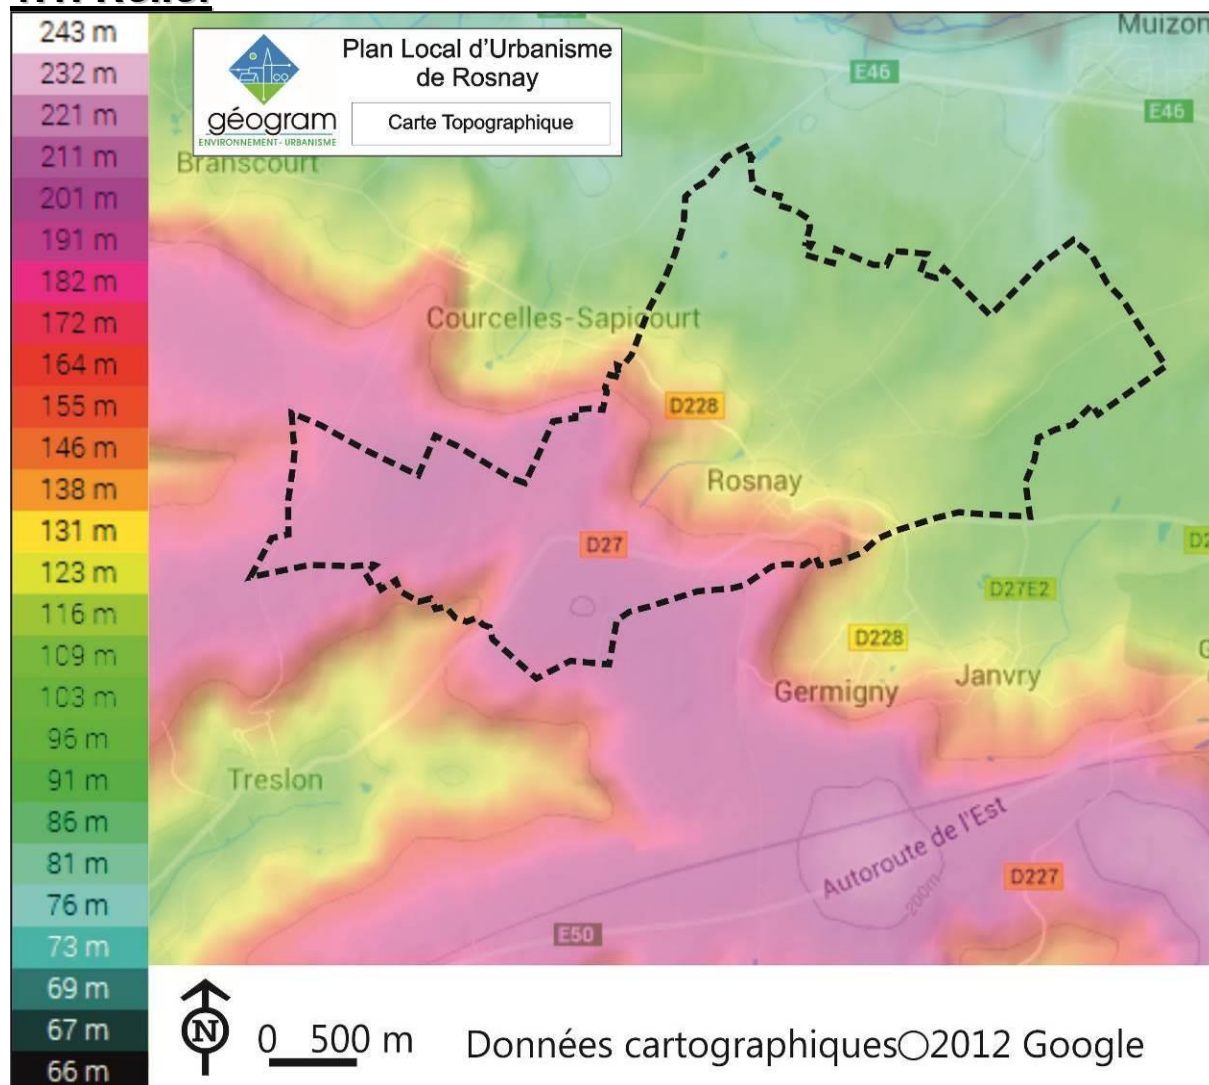 243 m
232 m
221 m
211 m
201 m
191 m
182 m
172 m
164 m
155 m
146 m
138 m
131 m
123 m
116 m
109 m
103 m
96 m
91 m
86 m
81 m
76 m
73 m
69 m
67 m
66 m
Plan Local d'Urbanisme
de Rosnay
Carte Topographique
géogram
ENVIRONNEMENT - URBANISME
Muizon
E46
E46
Branscourt
Courcelles-Sapicourt
D228
Rosnay
D27
D27E2
D228
Janvry
Germigny
Treslon
Autoroute de l'Est
200m
D227
E50
N
0 500 m
Données cartographiques○2012 Google